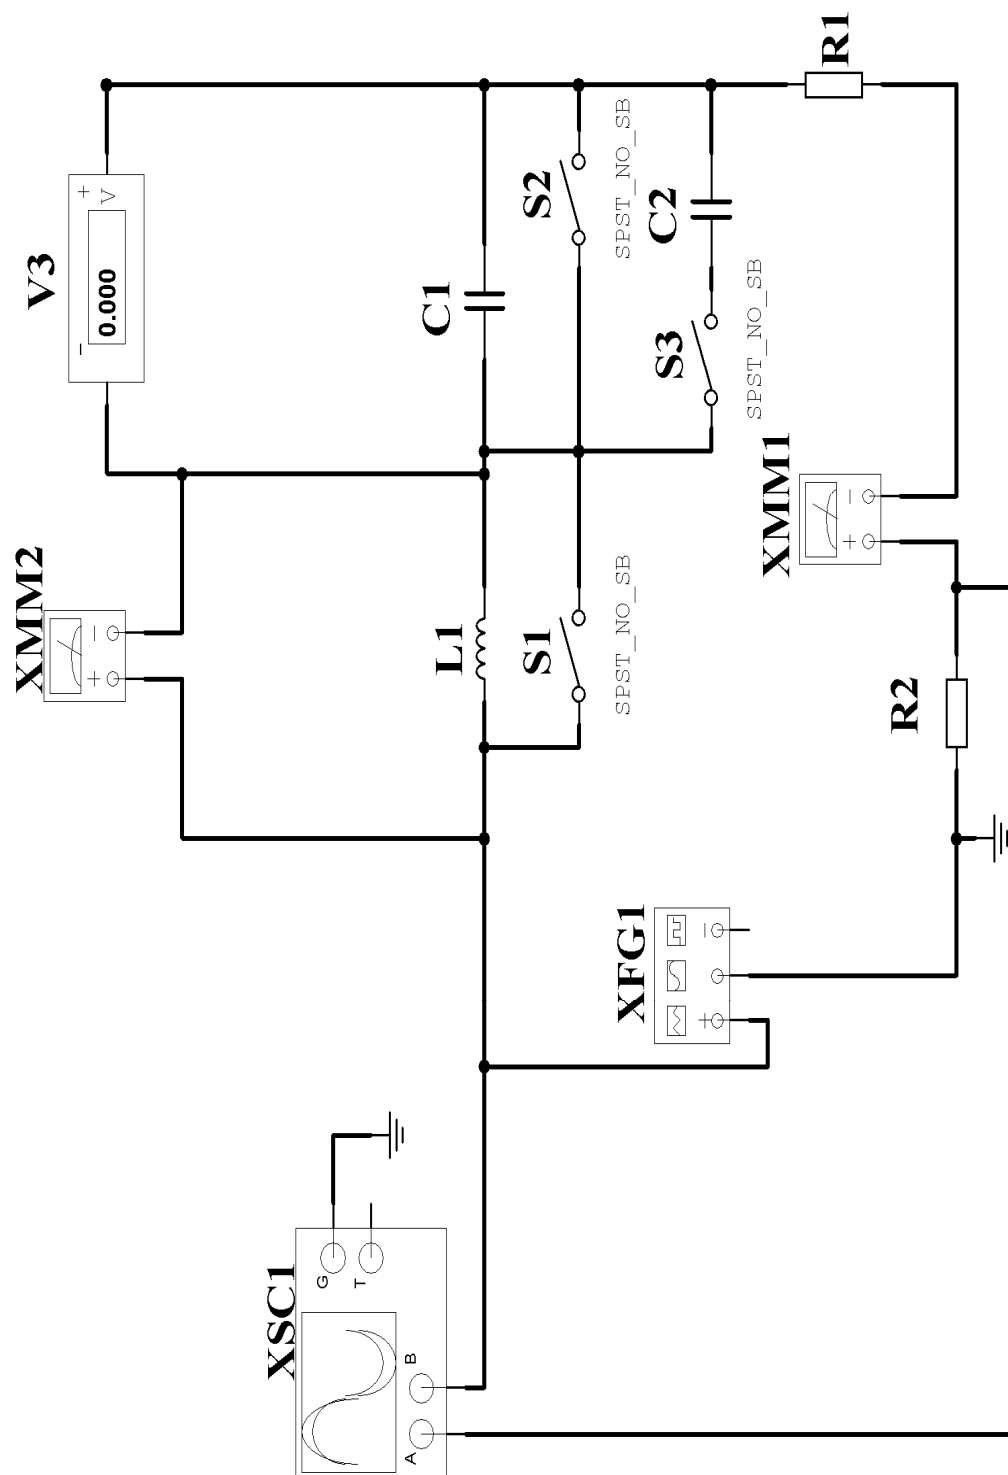 XSC1
G
T
A
B
XFG1
+
−
XMM2
+
−
V3
−
+
V
0.000
L1
C1
S1
SPST_NO_SB
S2
SPST_NO_SB
S3
SPST_NO_SB
C2
R1
XMM1
+
−
R2